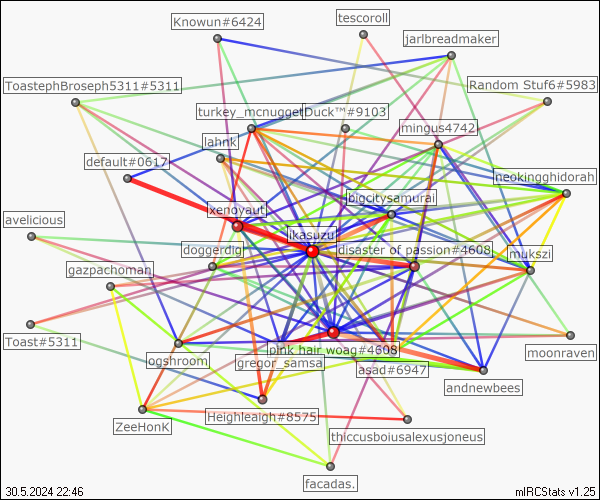 Knowun#6424
tescoroll
jarlbreadmaker
ToastephBroseph5311#5311
Random Stuf6#5983
turkey_mcnugget
Duck™#9103
mingus4742
lahnk
default#0617
neokingghidorah
bigcitysamurai
xenoyaut
avelicious
ikasuzu
doggerdig
disaster of passion#4608
mukszi
gazpachoman
Toast#5311
pink hair woag#4608
moonraven
ogshroom
gregor_samsa
asad#6947
andnewbees
Heighleaigh#8575
ZeeHonK
thiccusboiusalexusjoneus
facadas.
30.5.2024 22:46
mIRCStats v1.25